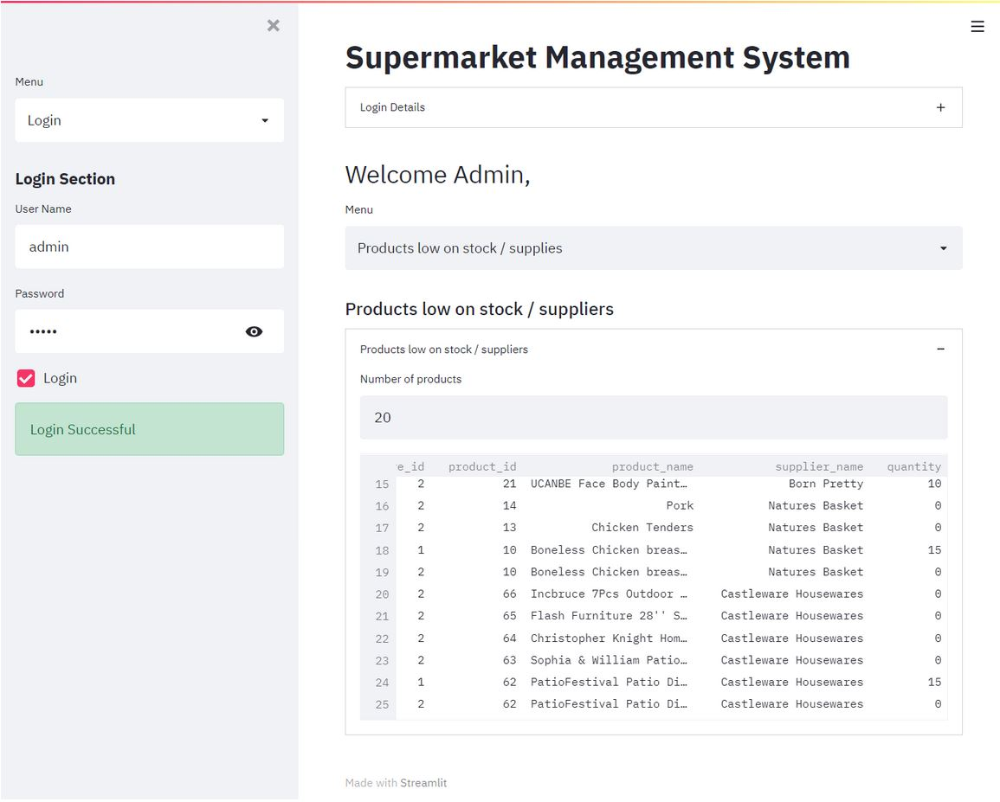 Menu
Login
Login Section
User Name
admin
Password
•••••
Login
Login Successful
Supermarket Management System
Login Details
Welcome Admin,
Menu
Products low on stock / supplies
Products low on stock / suppliers
Products low on stock / suppliers
Number of products
20
e_id product_id product_name supplier_name quantity
15 2 21 UCANBE Face Body Paint… Born Pretty 10
16 2 14 Pork Natures Basket 0
17 2 13 Chicken Tenders Natures Basket 0
18 1 10 Boneless Chicken breas… Natures Basket 15
19 2 10 Boneless Chicken breas… Natures Basket 0
20 2 66 Incbruce 7Pcs Outdoor … Castleware Housewares 0
21 2 65 Flash Furniture 28'' S… Castleware Housewares 0
22 2 64 Christopher Knight Hom… Castleware Housewares 0
23 2 63 Sophia & William Patio… Castleware Housewares 0
24 1 62 PatioFestival Patio Di… Castleware Housewares 15
25 2 62 PatioFestival Patio Di… Castleware Housewares 0
Made with Streamlit